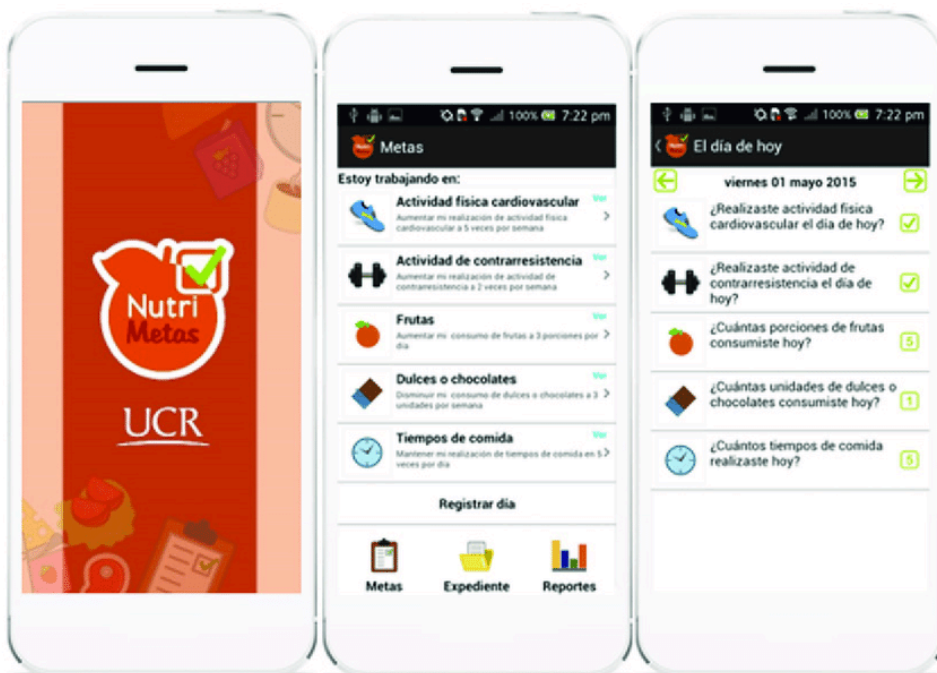 Nutri
Metas
UCR
100% 7:22 pm
Metas
Estoy trabajando en:
Actividad física cardiovascular
Ver
Aumentar mi realización de actividad física
cardiovascular a 5 veces por semana
Actividad de contrarresistencia
Ver
Aumentar mi realización de actividad de
contrarresistencia a 2 veces por semana
Frutas
Ver
Aumentar mi consumo de frutas a 3 porciones por
día
Dulces o chocolates
Ver
Disminuir mi consumo de dulces o chocolates a 3
unidades por semana
Tiempos de comida
Ver
Mantener mi realización de tiempos de comida en 5
veces por día
Registrar día
Metas Expediente Reportes
100% 7:22 pm
El día de hoy
viernes 01 mayo 2015
¿Realizaste actividad física
cardiovascular el día de hoy?
¿Realizaste actividad de
contrarresistencia el día de
hoy?
¿Cuántas porciones de frutas
consumiste hoy?
5
¿Cuántas unidades de dulces o
chocolates consumiste hoy?
1
¿Cuántos tiempos de comida
realizaste hoy?
5